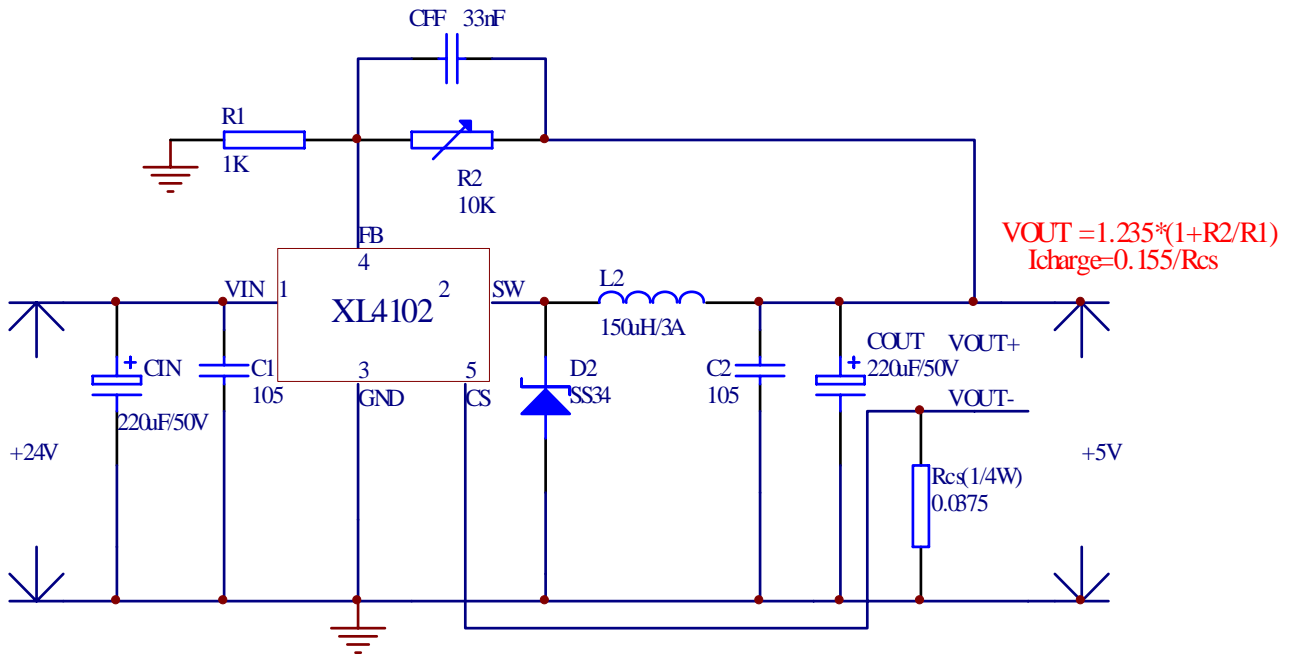 CFF 33nF
R1
1K
R2
10K
VOUT =1.235*(1+R2/R1)
Icharge=0.155/Rcs
FB
4
VIN 1
2 SW
XL4102
3
GND
5
CS
L2
150uH/3A
CIN
+
220uF/50V
C1
105
D2
SS34
C2
105
COUT
+
220uF/50V
VOUT+
VOUT-
+24V
+5V
Rcs(1/4W)
0.0375